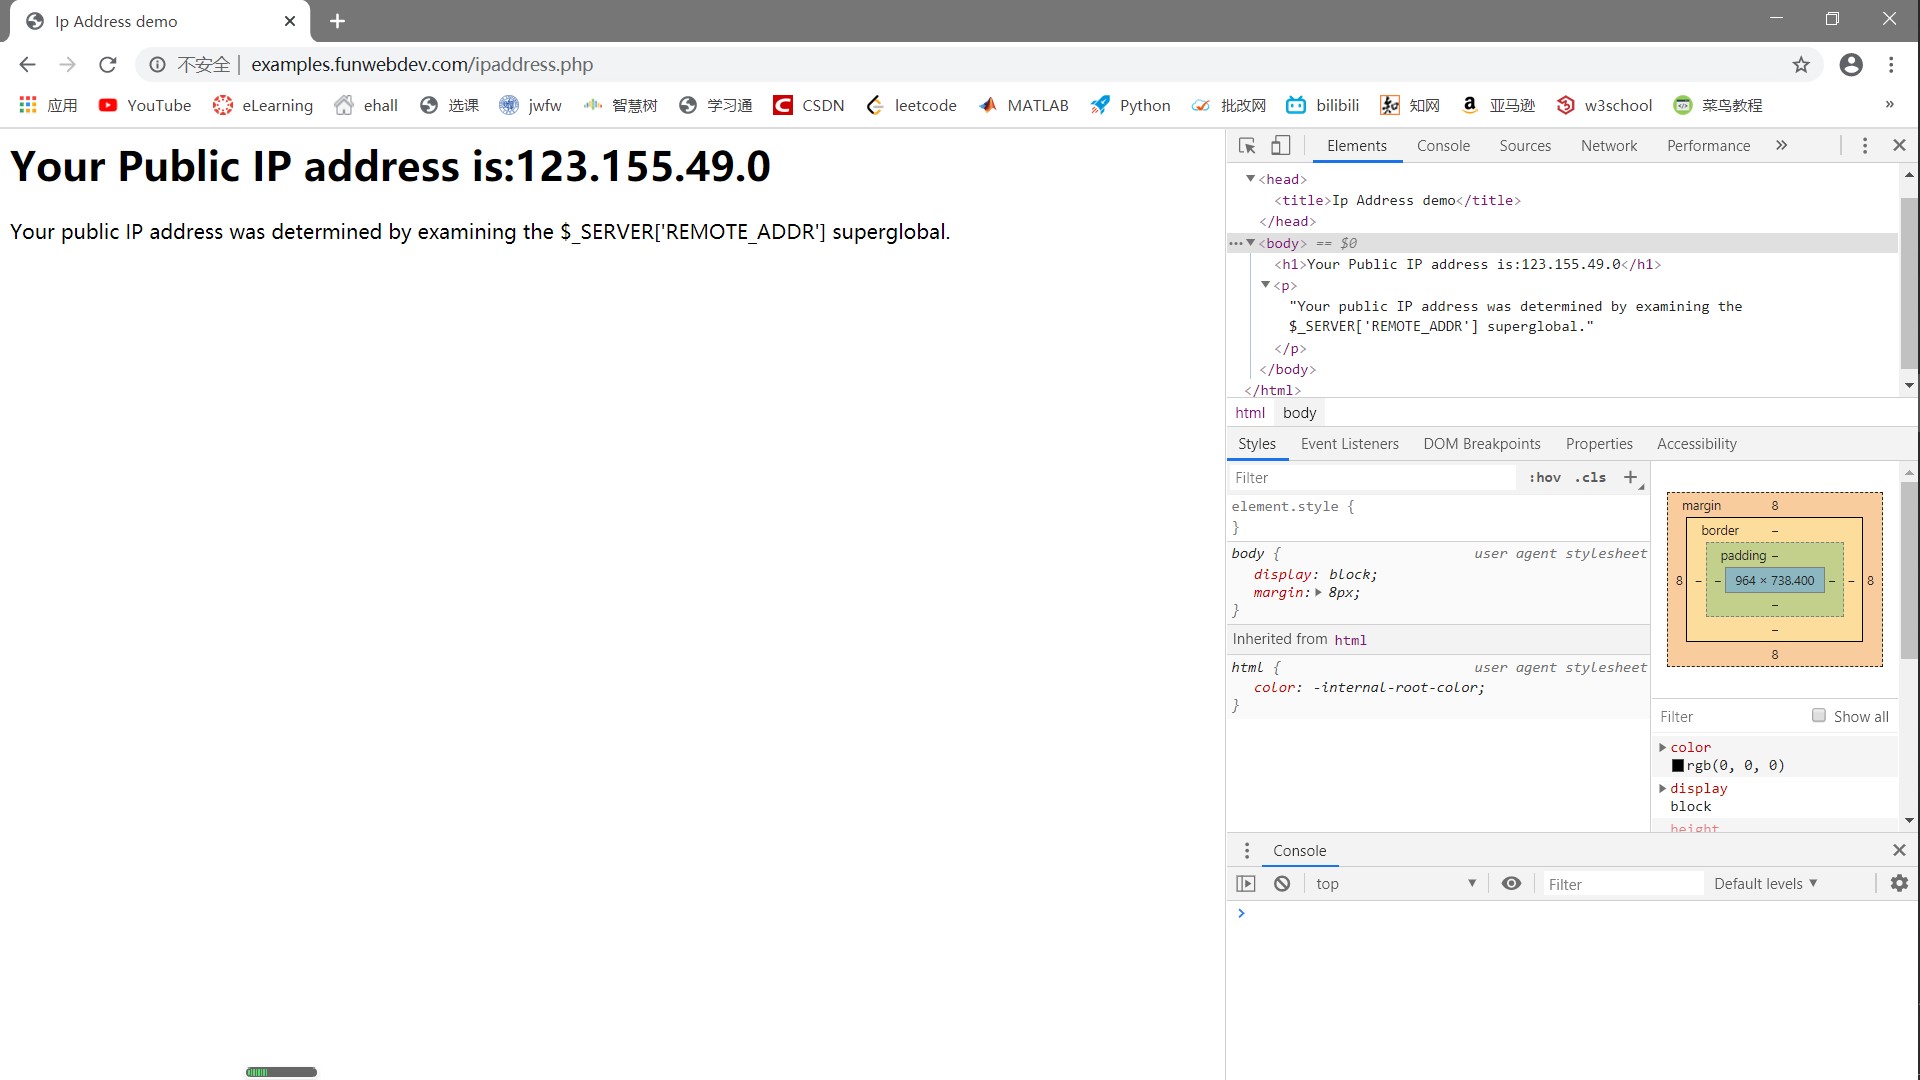 Ip Address demo
不安全 | examples.funwebdev.com/ipaddress.php
应用 YouTube eLearning ehall 选课 jwfw 智慧树 学习通 CSDN leetcode MATLAB Python 批改网 bilibili 知网 亚马逊 w3school 菜鸟教程 »
Your Public IP address is:123.155.49.0
Your public IP address was determined by examining the $_SERVER['REMOTE_ADDR'] superglobal.
Elements Console Sources Network Performance »
<head>
<title>Ip Address demo</title>
</head>
<body> == $0
<h1>Your Public IP address is:123.155.49.0</h1>
<p>
"Your public IP address was determined by examining the
$_SERVER['REMOTE_ADDR'] superglobal."
</p>
</body>
</html>
html body
Styles Event Listeners DOM Breakpoints Properties Accessibility
Filter :hov .cls +
element.style {
}
body { user agent stylesheet
display: block;
margin: 8px;
}
Inherited from html
html { user agent stylesheet
color: -internal-root-color;
}
margin 8
border –
padding –
8 – – 964 × 738.400 – – 8
–
–
8
Filter Show all
color
rgb(0, 0, 0)
display
block
height
Console
top Filter Default levels